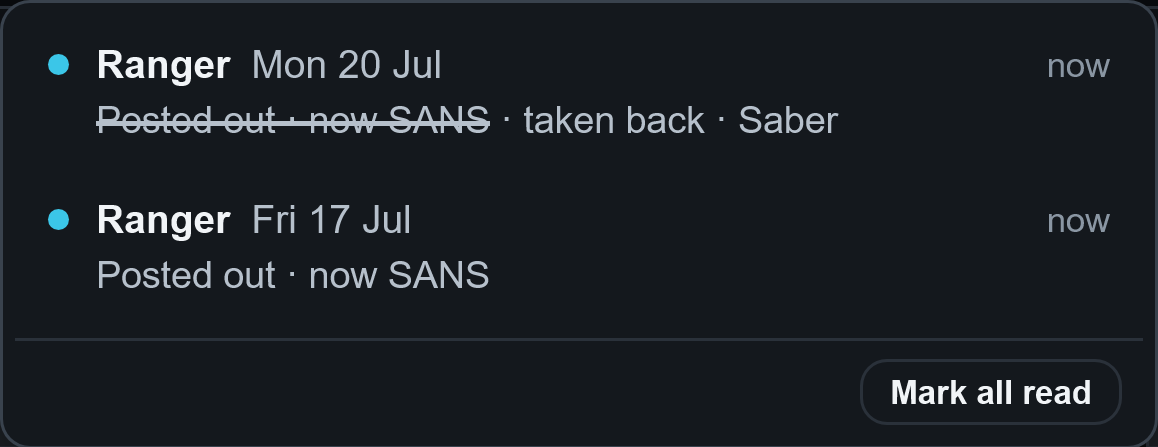 Ranger Mon 20 Jul now
Posted out · now SANS · taken back · Saber
Ranger Fri 17 Jul now
Posted out · now SANS
Mark all read